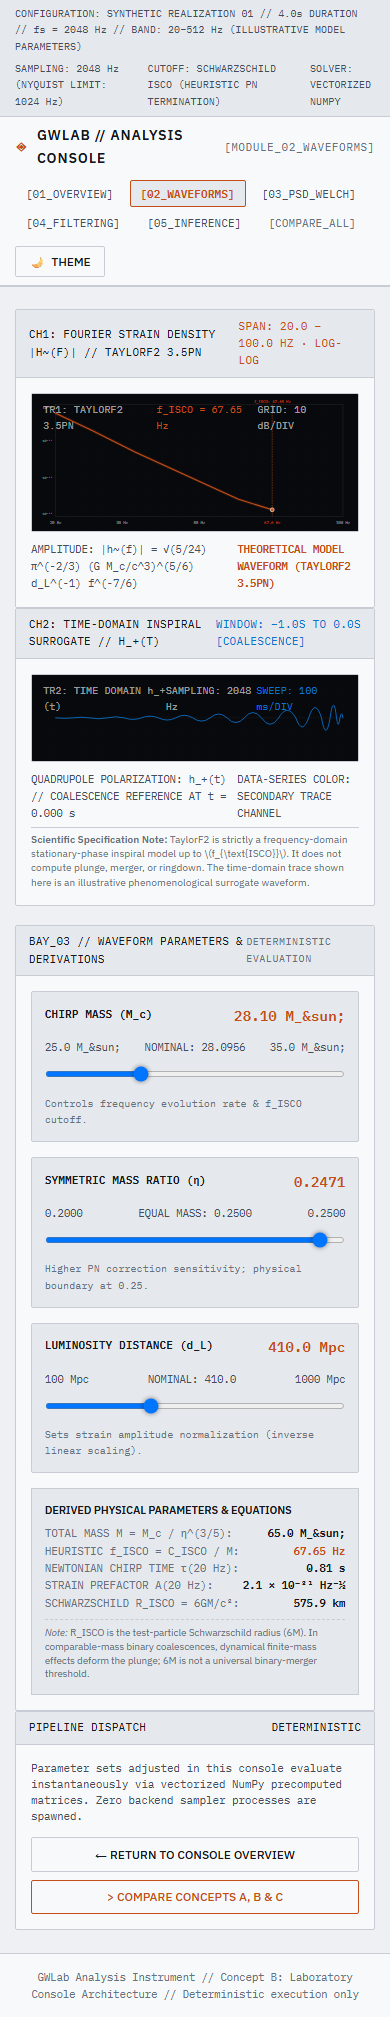 CONFIGURATION: SYNTHETIC REALIZATION 01 // 4.0s DURATION
// fs = 2048 Hz // BAND: 20–512 Hz (ILLUSTRATIVE MODEL
PARAMETERS)
SAMPLING: 2048 Hz
(NYQUIST LIMIT:
1024 Hz)
CUTOFF: SCHWARZSCHILD
ISCO (HEURISTIC PN
TERMINATION)
SOLVER:
VECTORIZED
NUMPY
GWLAB // ANALYSIS
CONSOLE
[MODULE_02_WAVEFORMS]
[01_OVERVIEW] [02_WAVEFORMS] [03_PSD_WELCH]
[04_FILTERING] [05_INFERENCE] [COMPARE_ALL]
THEME
CH1: FOURIER STRAIN DENSITY
|H~(F)| // TAYLORF2 3.5PN
SPAN: 20.0 –
100.0 HZ · LOG-
LOG
TR1: TAYLORF2
3.5PN
f_ISCO = 67.65
Hz
GRID: 10
dB/DIV
AMPLITUDE: |h~(f)| = √(5/24)
π^(-2/3) (G M_c/c^3)^(5/6)
d_L^(-1) f^(-7/6)
THEORETICAL MODEL
WAVEFORM (TAYLORF2
3.5PN)
CH2: TIME-DOMAIN INSPIRAL
SURROGATE // H_+(T)
WINDOW: −1.0S TO 0.0S
[COALESCENCE]
TR2: TIME DOMAIN h_+
(t)
SAMPLING: 2048
Hz
SWEEP: 100
ms/DIV
QUADRUPOLE POLARIZATION: h_+(t)
// COALESCENCE REFERENCE AT t =
0.000 s
DATA-SERIES COLOR:
SECONDARY TRACE
CHANNEL
Scientific Specification Note: TaylorF2 is strictly a frequency-domain
stationary-phase inspiral model up to \(f_{\text{ISCO}}\). It does not
compute plunge, merger, or ringdown. The time-domain trace shown
here is an illustrative phenomenological surrogate waveform.
BAY_03 // WAVEFORM PARAMETERS &
DERIVATIONS
DETERMINISTIC
EVALUATION
CHIRP MASS (M_c) 28.10 M_&sun;
25.0 M_&sun; NOMINAL: 28.0956 35.0 M_&sun;
Controls frequency evolution rate & f_ISCO
cutoff.
SYMMETRIC MASS RATIO (η) 0.2471
0.2000 EQUAL MASS: 0.2500 0.2500
Higher PN correction sensitivity; physical
boundary at 0.25.
LUMINOSITY DISTANCE (d_L) 410.0 Mpc
100 Mpc NOMINAL: 410.0 1000 Mpc
Sets strain amplitude normalization (inverse
linear scaling).
DERIVED PHYSICAL PARAMETERS & EQUATIONS
TOTAL MASS M = M_c / η^(3/5): 65.0 M_&sun;
HEURISTIC f_ISCO = C_ISCO / M: 67.65 Hz
NEWTONIAN CHIRP TIME τ(20 Hz): 0.81 s
STRAIN PREFACTOR A(20 Hz): 2.1 × 10⁻²¹ Hz⁻½
SCHWARZSCHILD R_ISCO = 6GM/c²: 575.9 km
Note: R_ISCO is the test-particle Schwarzschild radius (6M). In
comparable-mass binary coalescences, dynamical finite-mass
effects deform the plunge; 6M is not a universal binary-merger
threshold.
PIPELINE DISPATCH DETERMINISTIC
Parameter sets adjusted in this console evaluate
instantaneously via vectorized NumPy precomputed
matrices. Zero backend sampler processes are
spawned.
← RETURN TO CONSOLE OVERVIEW
> COMPARE CONCEPTS A, B & C
GWLab Analysis Instrument // Concept B: Laboratory
Console Architecture // Deterministic execution only